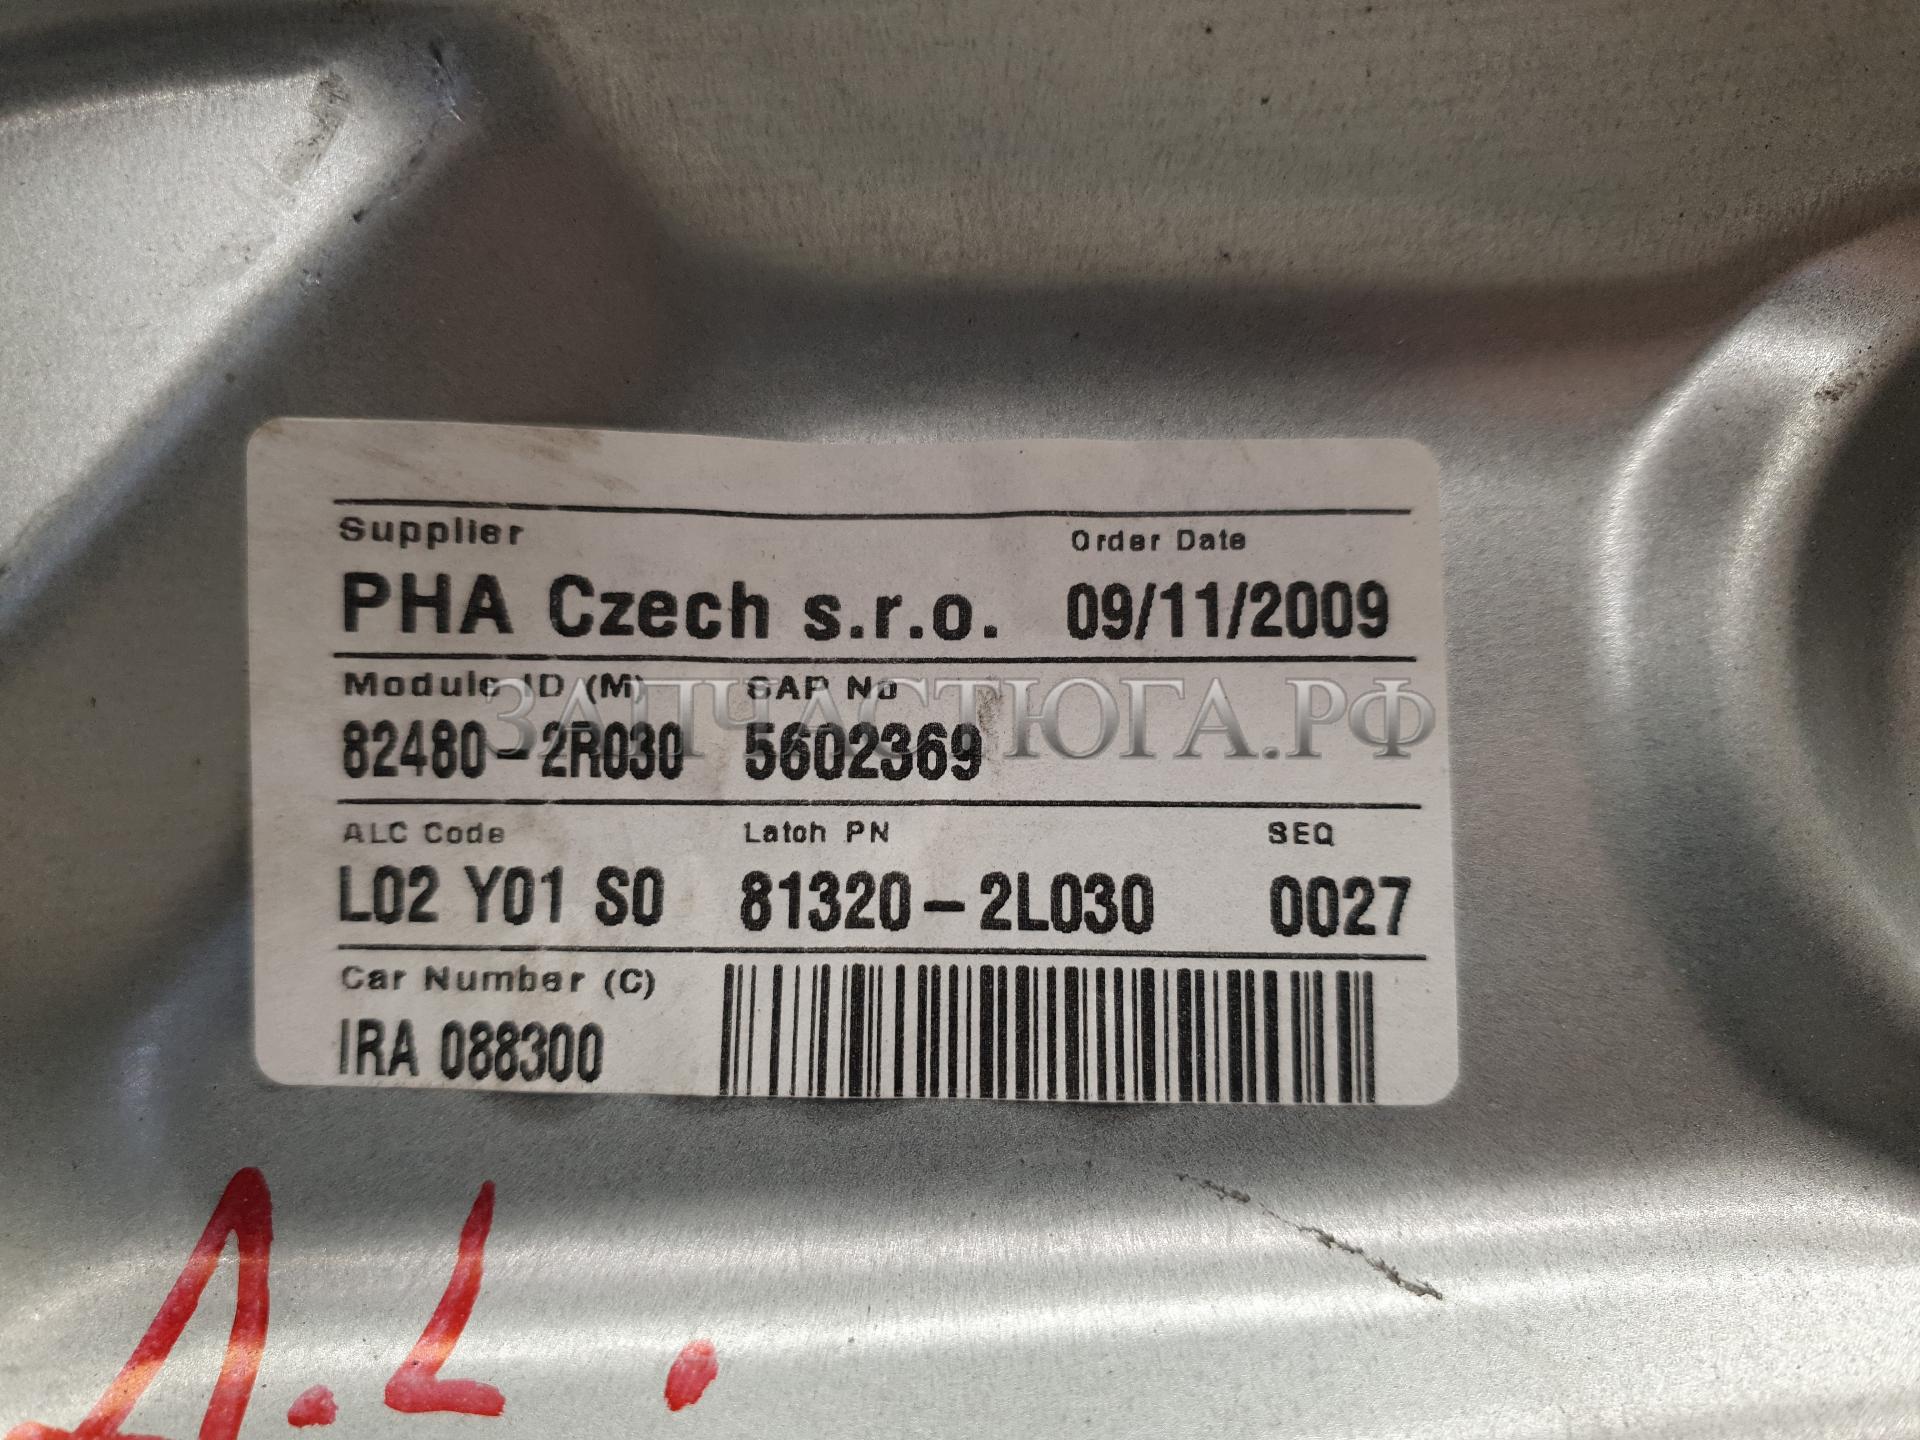 Supplier Order Date
PHA Czech s.r.o. 09/11/2009
Module ID (M) SAP No
82480-2R030 5602369
ЗАПЧАСТЮГА.РФ
ALC Code Latch PN SEQ
L02 Y01 S0 81320-2L030 0027
Car Number (C)
IRA 088300
Л.L.